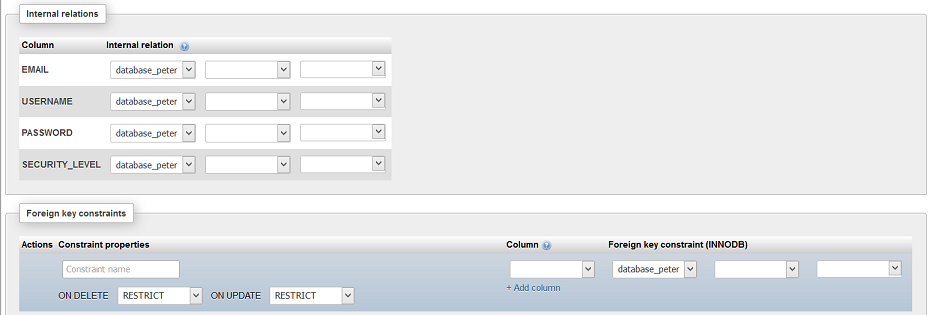 Internal relations
Column Internal relation
EMAIL database_peter
USERNAME database_peter
PASSWORD database_peter
SECURITY_LEVEL database_peter
Foreign key constraints
Actions Constraint properties Column Foreign key constraint (INNODB)
Constraint name database_peter
+ Add column
ON DELETE RESTRICT ON UPDATE RESTRICT